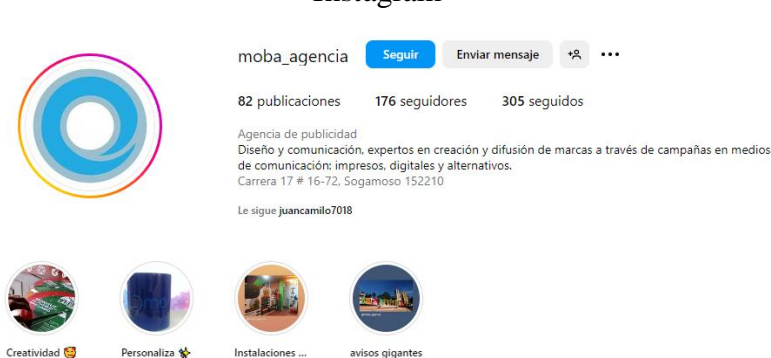 Instagram
moba_agencia Seguir Enviar mensaje
82 publicaciones 176 seguidores 305 seguidos
Agencia de publicidad
Diseño y comunicación, expertos en creación y difusión de marcas a través de campañas en medios
de comunicación: impresos, digitales y alternativos.
Carrera 17 # 16-72, Sogamoso 152210
Le sigue juancamilo7018
Creatividad 🥰 Personaliza ✨ Instalaciones ... avisos gigantes